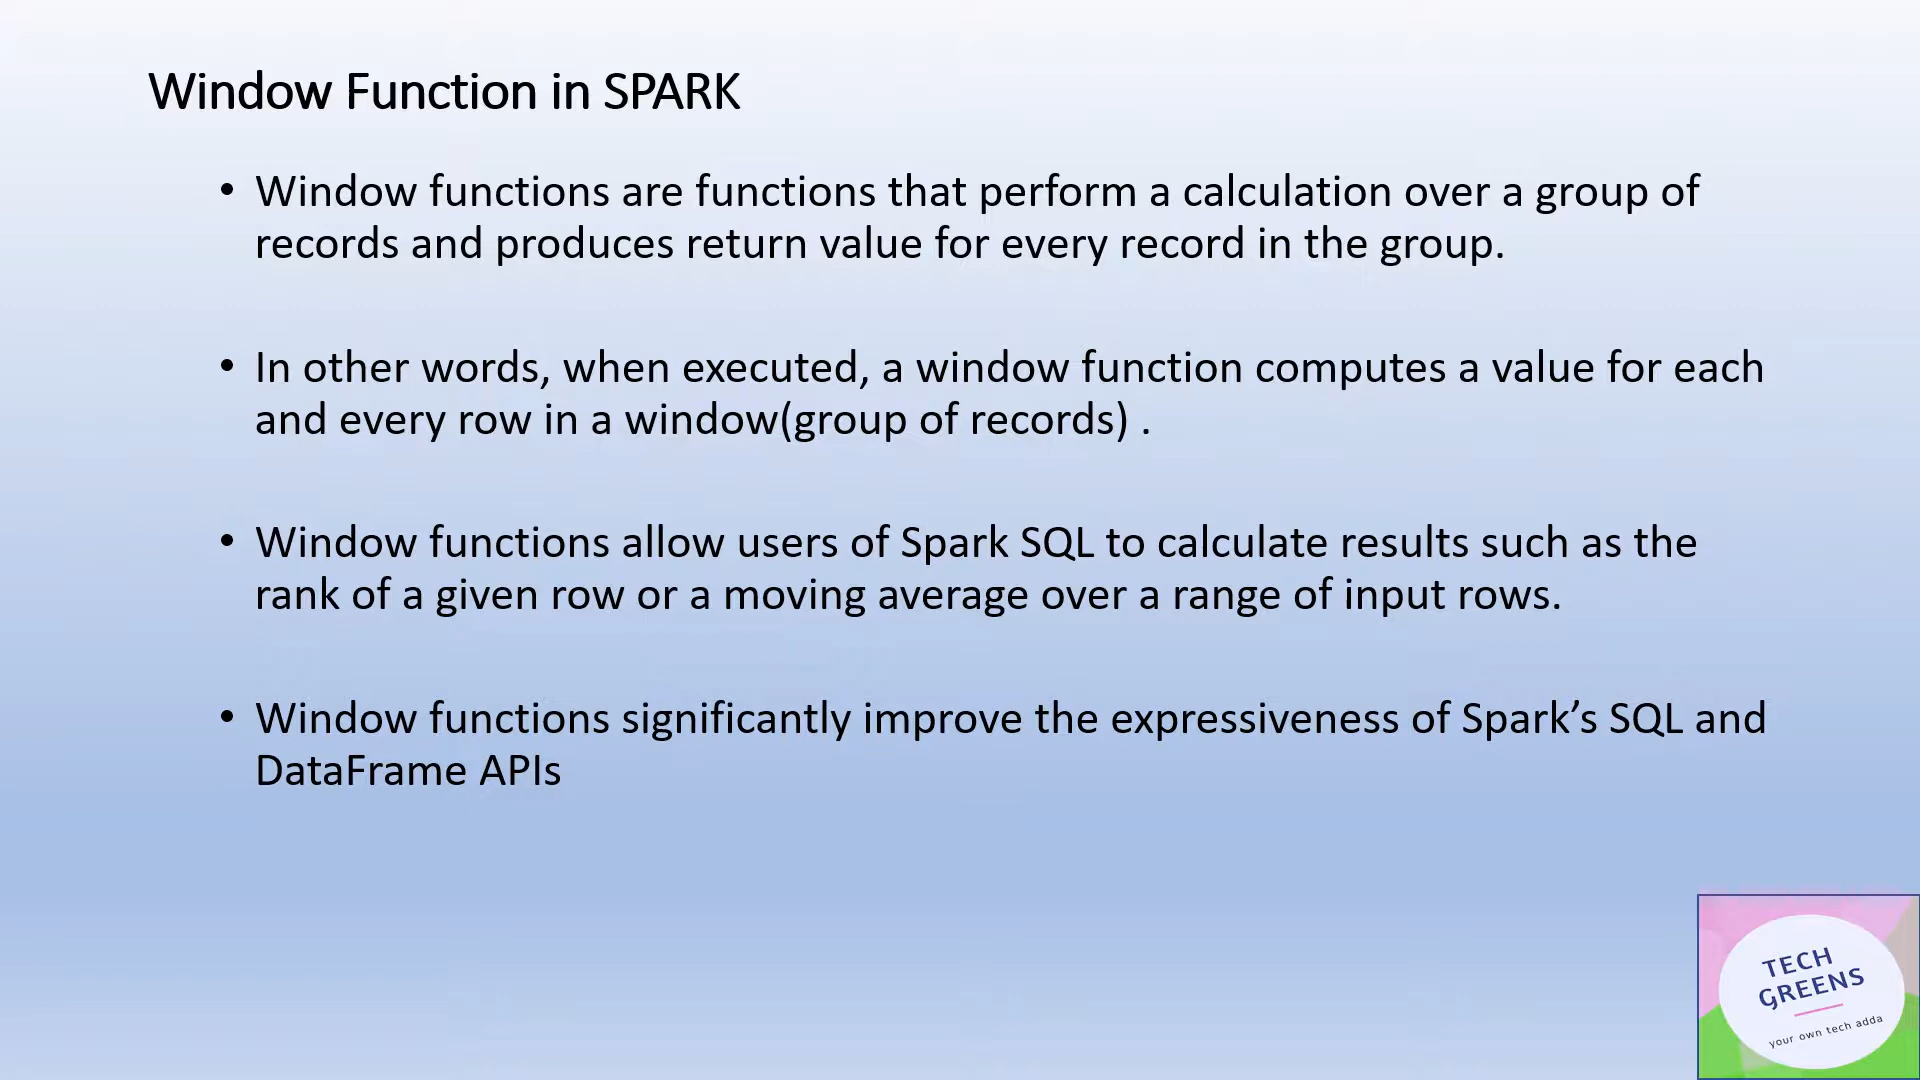 Window Function in SPARK
• Window functions are functions that perform a calculation over a group of
records and produces return value for every record in the group.
• In other words, when executed, a window function computes a value for each
and every row in a window(group of records) .
• Window functions allow users of Spark SQL to calculate results such as the
rank of a given row or a moving average over a range of input rows.
• Window functions significantly improve the expressiveness of Spark’s SQL and
DataFrame APIs
TECH
GREENS
your own tech adda